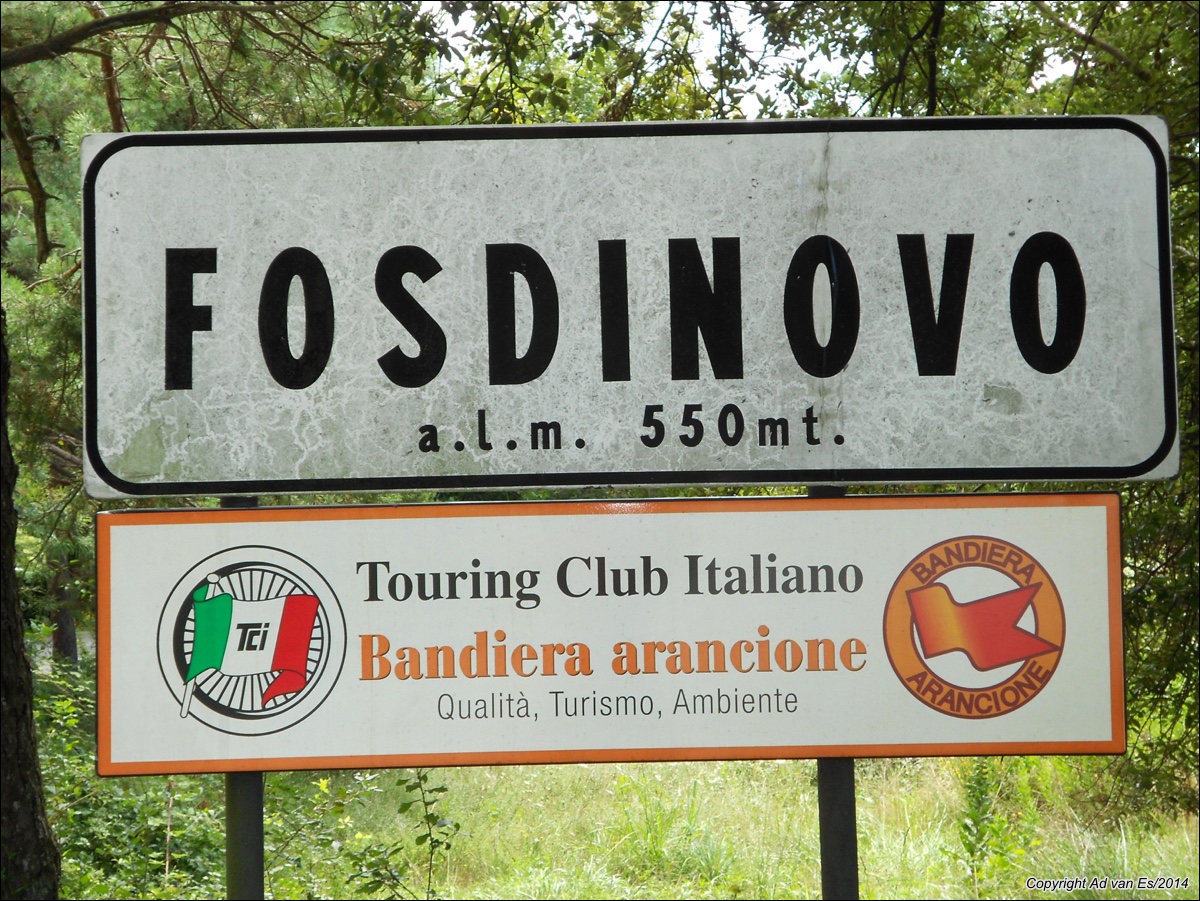 FOSDINOVO
a.l.m. 550mt.
TCi
Touring Club Italiano
Bandiera arancione
Qualità, Turismo, Ambiente
BANDIERA
ARANCIONE
Copyright Ad van Es/2014